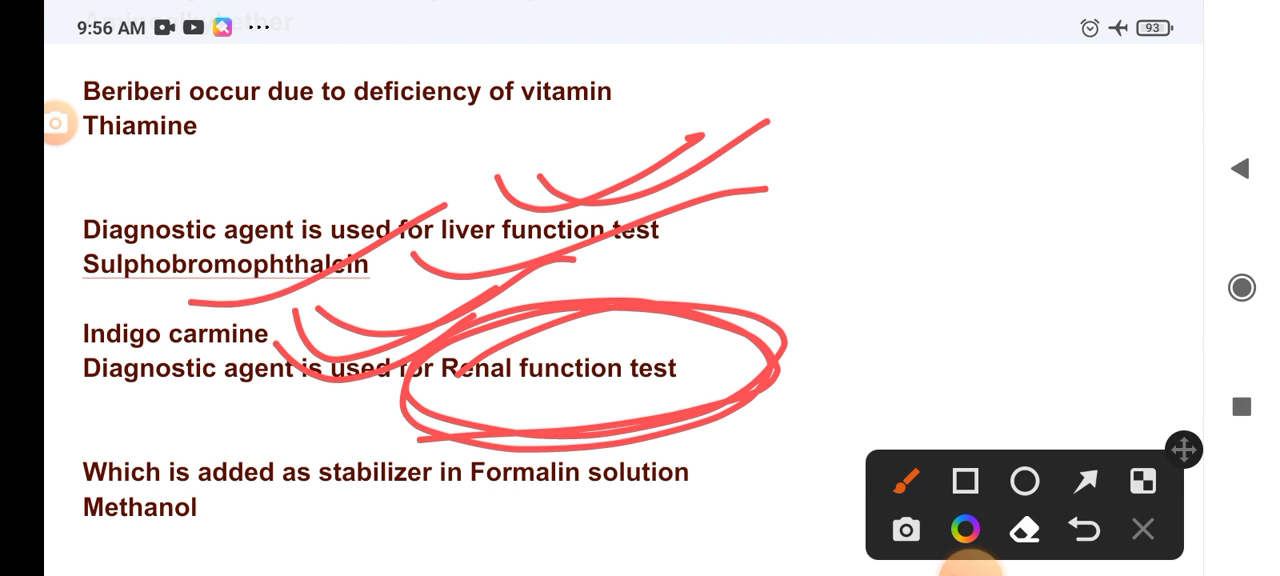 9:56 AM
93
Beriberi occur due to deficiency of vitamin
Thiamine
Diagnostic agent is used for liver function test
Sulphobromophthalein
Indigo carmine
Diagnostic agent is used for Renal function test
Which is added as stabilizer in Formalin solution
Methanol